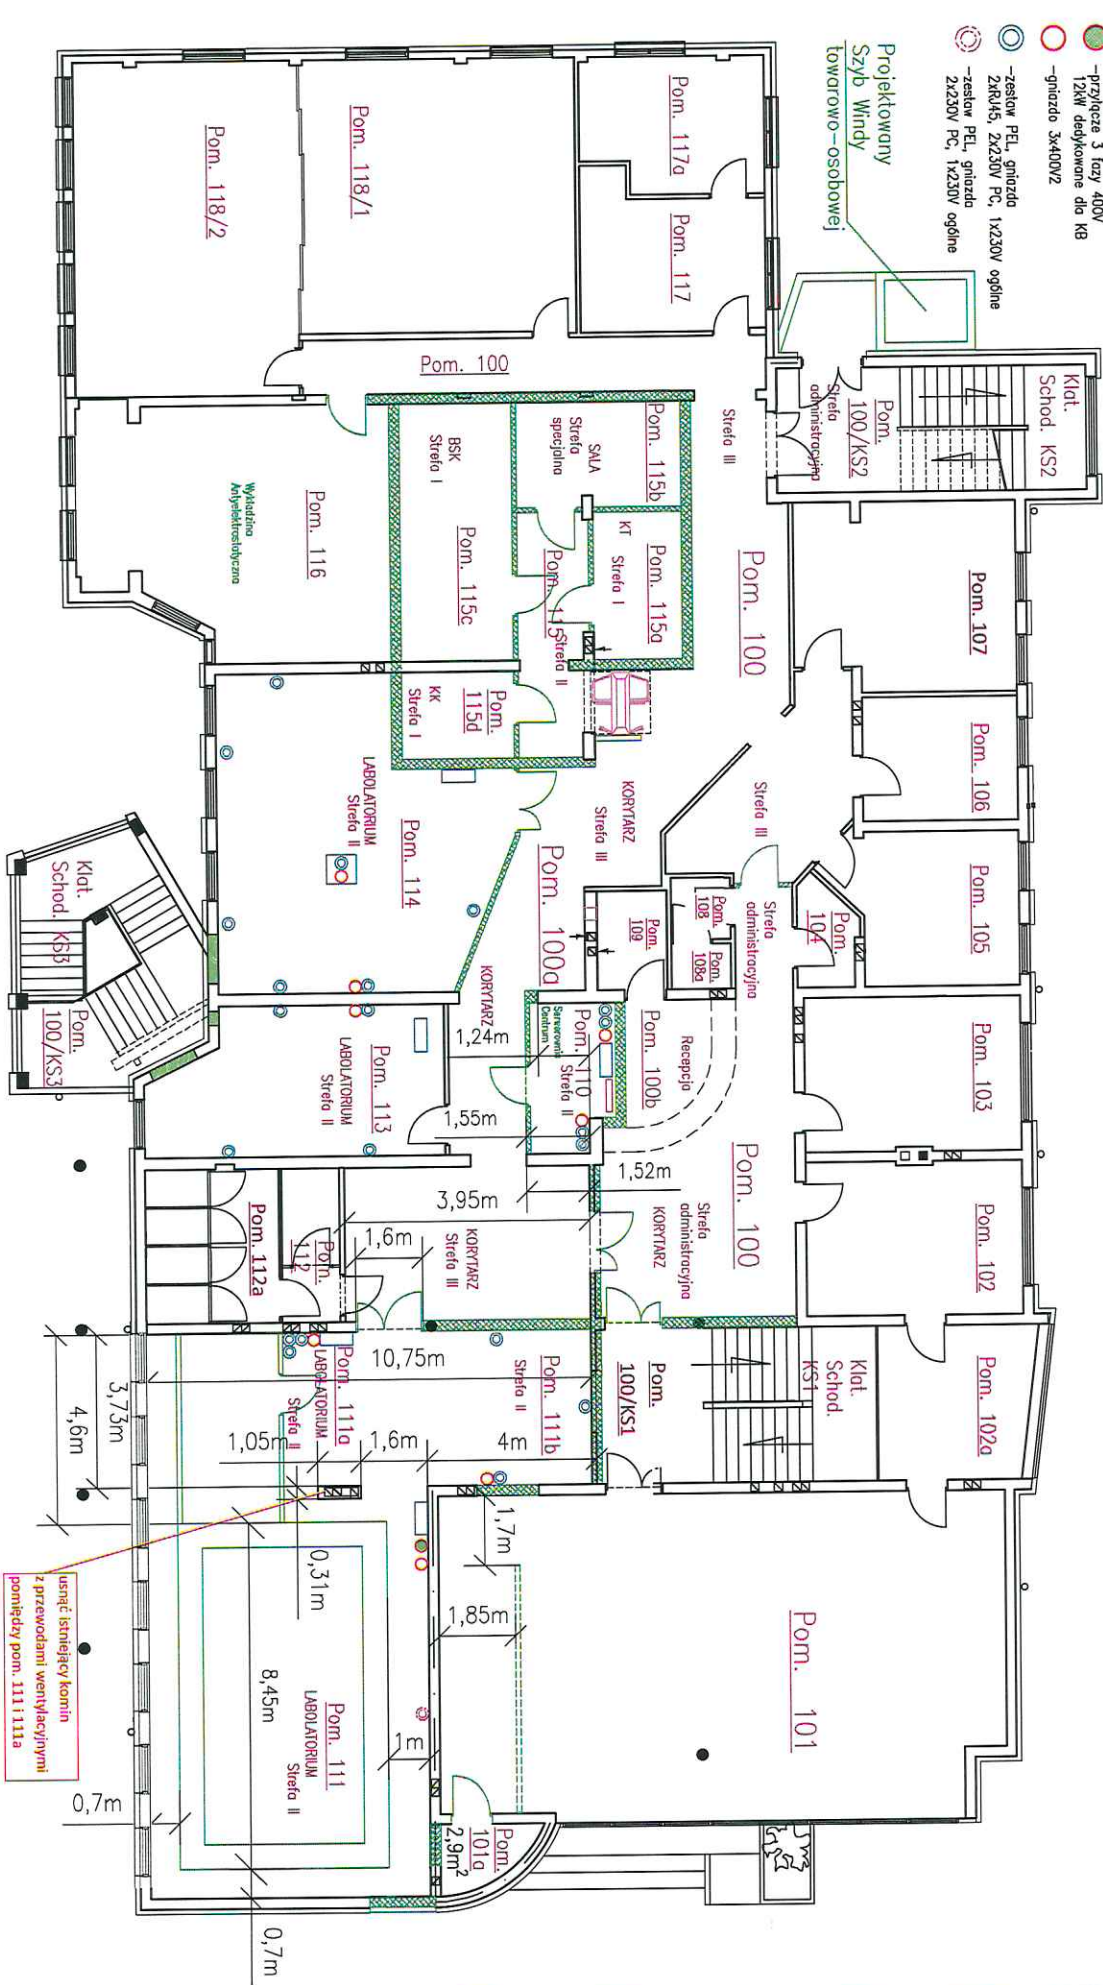 -przyłącze 3 fazy 400V
12kW dedykowane dla KB
-gniazdo 3x400V2
-zestaw PEL, gniazda
2xRJ45, 2x230V PC, 1x230V ogólne
-zestaw PEL, gniazda
2x230V PC, 1x230V ogólne
Projektowany
Szyb Windy
towarowo-osobowej
Klat.
Schod. KS2
Pom.
100/KS2
Strefa
administracyjna
Pom. 117a
Pom. 117
Pom. 118/1
Pom. 118/2
Pom. 100
Strefa III
Pom. 115b
SALA
Strefa
specjalna
BSK
Strefa I
Pom. 115c
KT
Strefa I
Pom. 115a
Pom. 115
Strefa II
Pom. 116
Wykładzina
Antyelektrostatyczna
Pom. 100
Pom. 107
Pom. 106
Pom. 105
Pom. 104
Pom. 103
Pom. 102
Pom. 102a
Pom.
115d
KK
Strefa I
KORYTARZ
Strefa III
Strefa III
Pom. 100a
LABOLATORIUM
Strefa II
Pom. 114
Pom.
108
Pom.
108a
Pom.
109
Strefa
administracyjna
KORYTARZ
Klat.
Schod. KS3
Pom.
100/KS3
Pom. 113
LABOLATORIUM
Strefa II
Pom. 110
Serwerownia
Centrum
Strefa II
Pom. 100b
Recepcja
1,24m
1,55m
1,52m
3,95m
1,6m
Pom. 100
Strefa
administracyjna
KORYTARZ
KORYTARZ
Strefa III
Pom.
112
Pom. 112a
Pom.
100/KS1
Klat.
Schod.
KS1
10,75m
Pom. 111a
LABOLATORIUM
Strefa II
Pom. 111b
Strefa II
3,73m
4,6m
1,05m
1,6m
4m
0,31m
1,7m
1,85m
8,45m
1m
0,7m
0,7m
Pom. 111
LABOLATORIUM
Strefa II
Pom. 101
Pom.
101a
2,9m²
usnąć istniejący komin
z przewodami wentylacyjnymi
pomiędzy pom. 111 i 111a